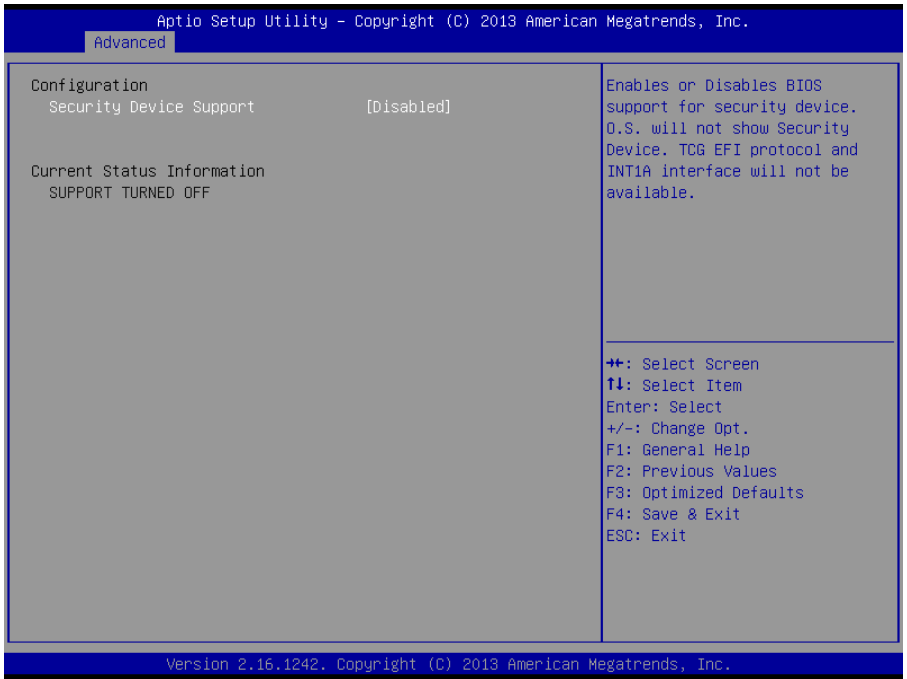 Aptio Setup Utility – Copyright (C) 2013 American Megatrends, Inc.
Advanced
Configuration
Security Device Support [Disabled]
Current Status Information
SUPPORT TURNED OFF
Enables or Disables BIOS
support for security device.
O.S. will not show Security
Device. TCG EFI protocol and
INT1A interface will not be
available.
→←: Select Screen
↑↓: Select Item
Enter: Select
+/-: Change Opt.
F1: General Help
F2: Previous Values
F3: Optimized Defaults
F4: Save & Exit
ESC: Exit
Version 2.16.1242. Copyright (C) 2013 American Megatrends, Inc.